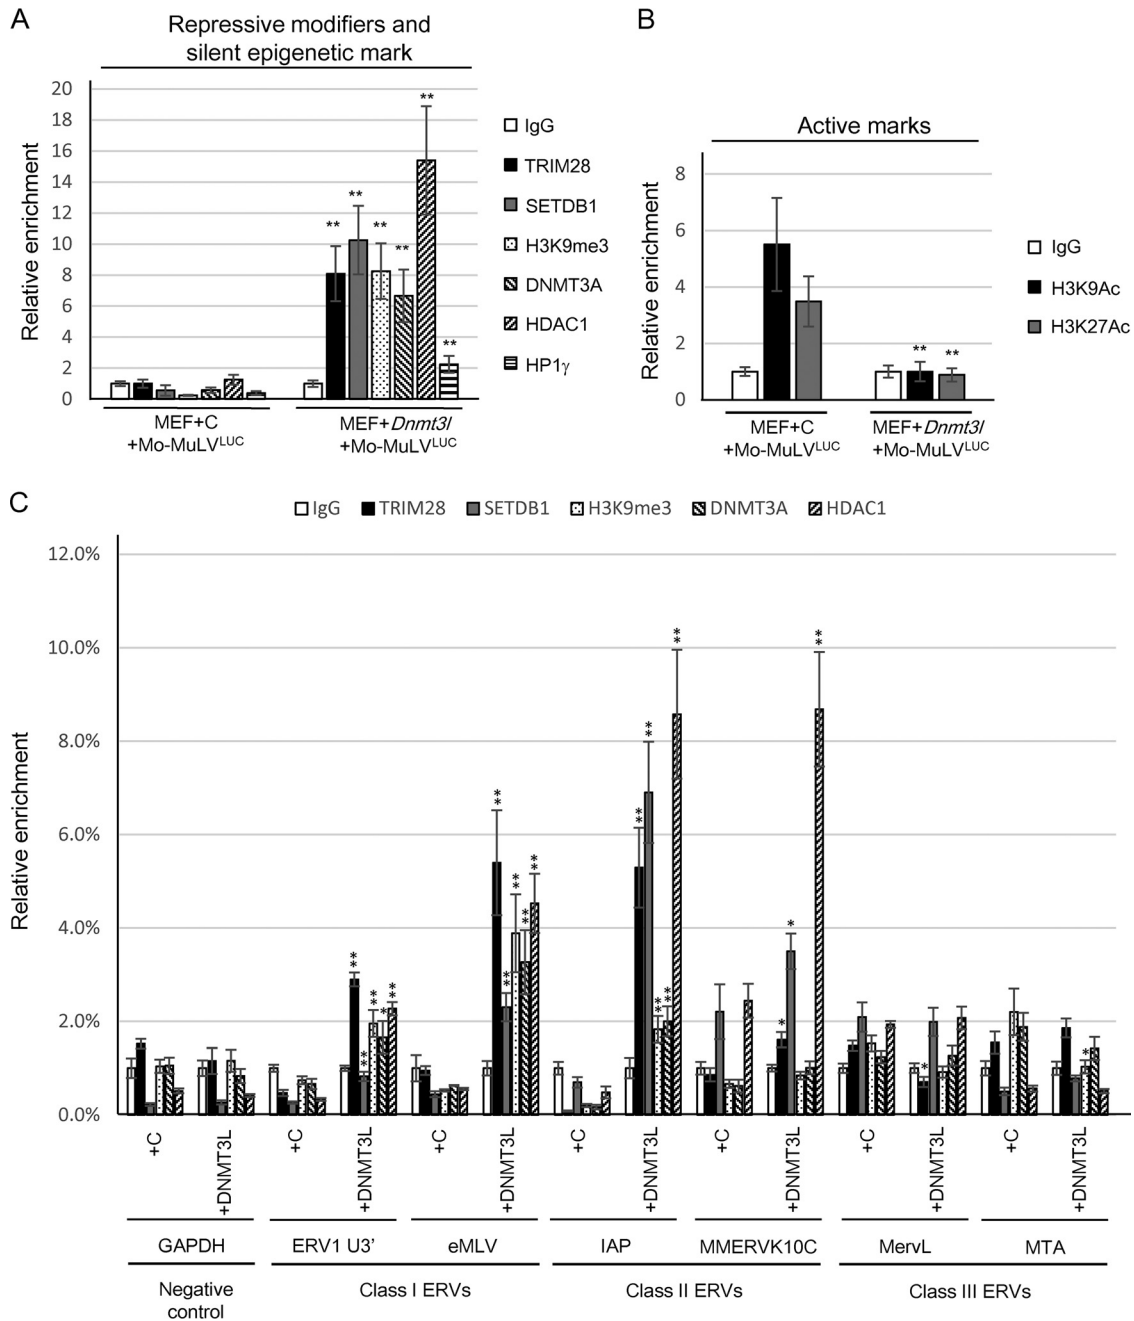 A
Repressive modifiers and
silent epigenetic mark
Relative enrichment
20
18
16
14
12
10
8
6
4
2
0
**
**
**
**
**
**
MEF+C
+Mo-MuLVLUC
MEF+Dnmt3l
+Mo-MuLVLUC
IgG
TRIM28
SETDB1
H3K9me3
DNMT3A
HDAC1
HP1γ
B
Active marks
Relative enrichment
8
6
4
2
0
**
**
MEF+C
+Mo-MuLVLUC
MEF+Dnmt3l
+Mo-MuLVLUC
IgG
H3K9Ac
H3K27Ac
C
IgG TRIM28 SETDB1 H3K9me3 DNMT3A HDAC1
Relative enrichment
12.0%
10.0%
8.0%
6.0%
4.0%
2.0%
0.0%
** ** ** * **
** ** ** ** **
** ** ** ** **
* * **
*
*
+C +DNMT3L +C +DNMT3L +C +DNMT3L +C +DNMT3L +C +DNMT3L +C +DNMT3L +C +DNMT3L
GAPDH ERV1 U3’ eMLV IAP MMERVK10C MervL MTA
Negative
control
Class I ERVs Class II ERVs Class III ERVs